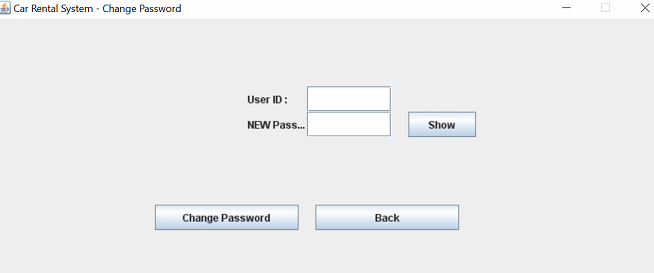 Car Rental System - Change Password
User ID :
NEW Pass... Show
Change Password Back